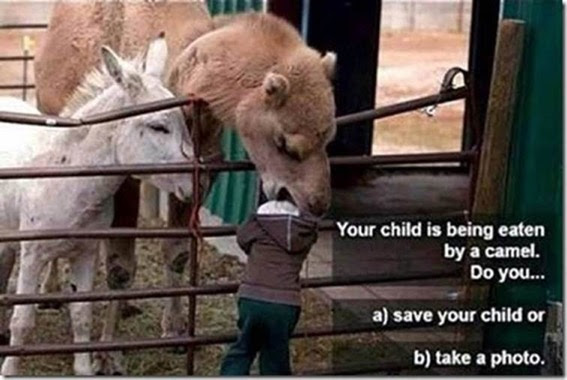 Your child is being eaten
by a camel.
Do you...
a) save your child or
b) take a photo.